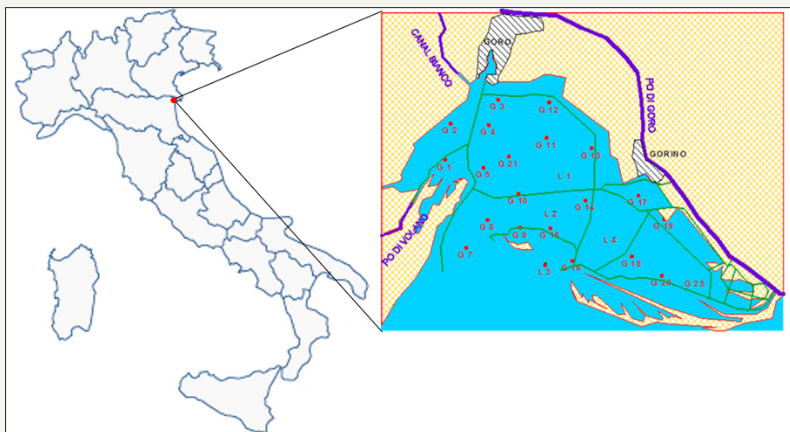 GORO
CANAL BIANCO
G 3
G 12
G 2
G 4
PO DI GORO
G 11
G 13
GORINO
G 21
G 1
G 5
L 1
G 10
G 17
G 14
L 2
G 8
G 9
G 15
G 19
PO DI VOLANO
L 4
G 7
G 18
L 3
G 16
G 20
G 25